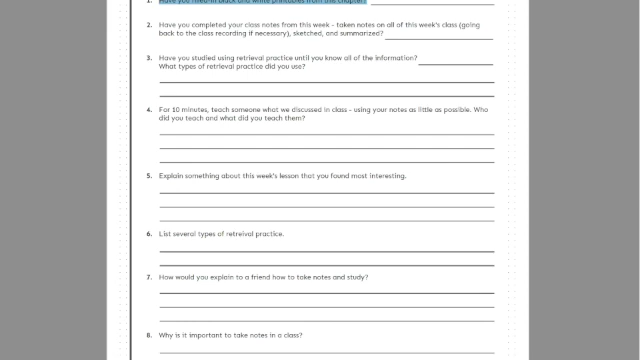 1. Have you filled in black and white printables from this chapter?
2. Have you completed your class notes from this week - taken notes on all of this week's class (going
back to the class recording if necessary), sketched, and summarized?
3. Have you studied using retrieval practice until you know all of the information?
What types of retrieval practice did you use?
4. For 10 minutes, teach someone what we discussed in class - using your notes as little as possible. Who
did you teach and what did you teach them?
5. Explain something about this week's lesson that you found most interesting.
6. List several types of retreival practice.
7. How would you explain to a friend how to take notes and study?
8. Why is it important to take notes in a class?